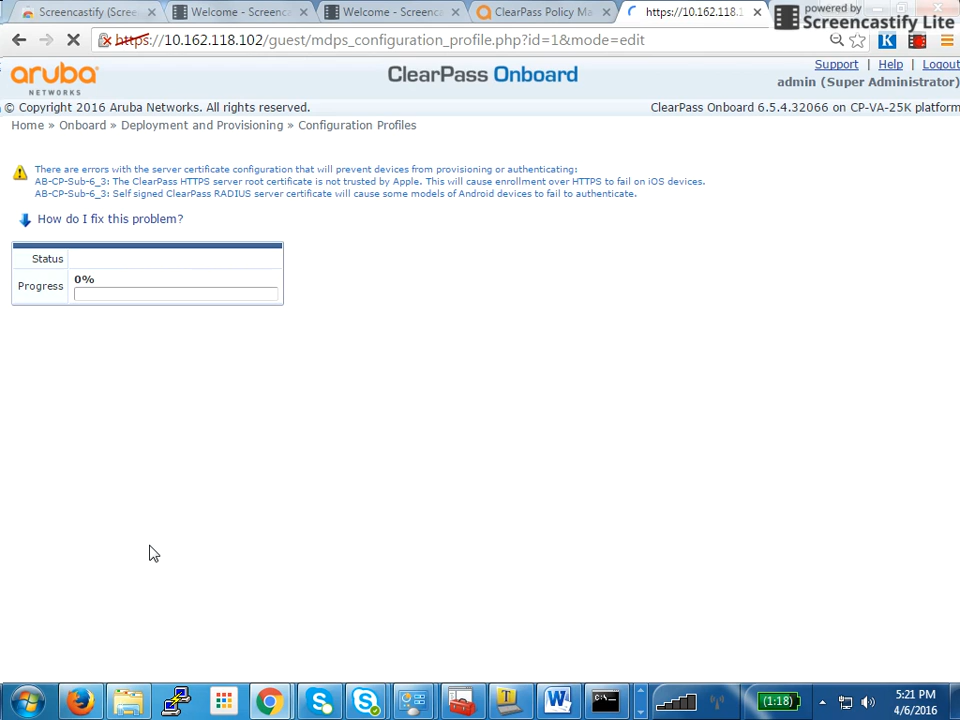 Screencastify (Screen
Welcome - Screenca
Welcome - Screenca
ClearPass Policy Ma
https://10.162.118.1
powered by
Screencastify Lite
https://10.162.118.102/guest/mdps_configuration_profile.php?id=1&mode=edit
aruba
NETWORKS
ClearPass Onboard
Support | Help | Logout
admin (Super Administrator)
© Copyright 2016 Aruba Networks. All rights reserved.
ClearPass Onboard 6.5.4.32066 on CP-VA-25K platform
Home » Onboard » Deployment and Provisioning » Configuration Profiles
There are errors with the server certificate configuration that will prevent devices from provisioning or authenticating:
AB-CP-Sub-6_3: The ClearPass HTTPS server root certificate is not trusted by Apple. This will cause enrollment over HTTPS to fail on iOS devices.
AB-CP-Sub-6_3: Self signed ClearPass RADIUS server certificate will cause some models of Android devices to fail to authenticate.
How do I fix this problem?
Status
0%
Progress
(1:18)
5:21 PM
4/6/2016